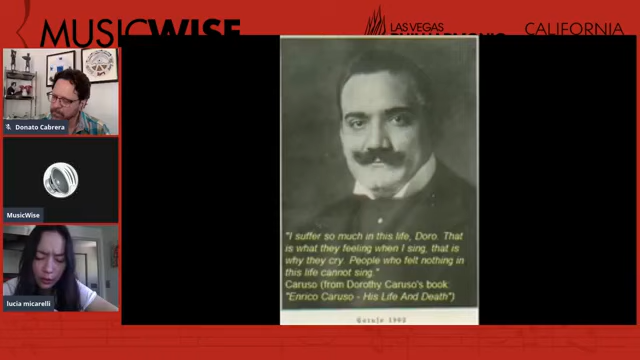 MUSICWISE
LAS VEGAS
PHILHARMONIC
CALIFORNIA
Donato Cabrera
MusicWise
lucia micarelli
"I suffer so much in this life, Doro. That
is what they feeling when I sing, that is
why they cry. People who felt nothing in
this life cannot sing."
Caruso (from Dorothy Caruso's book:
"Enrico Caruso - His Life And Death")